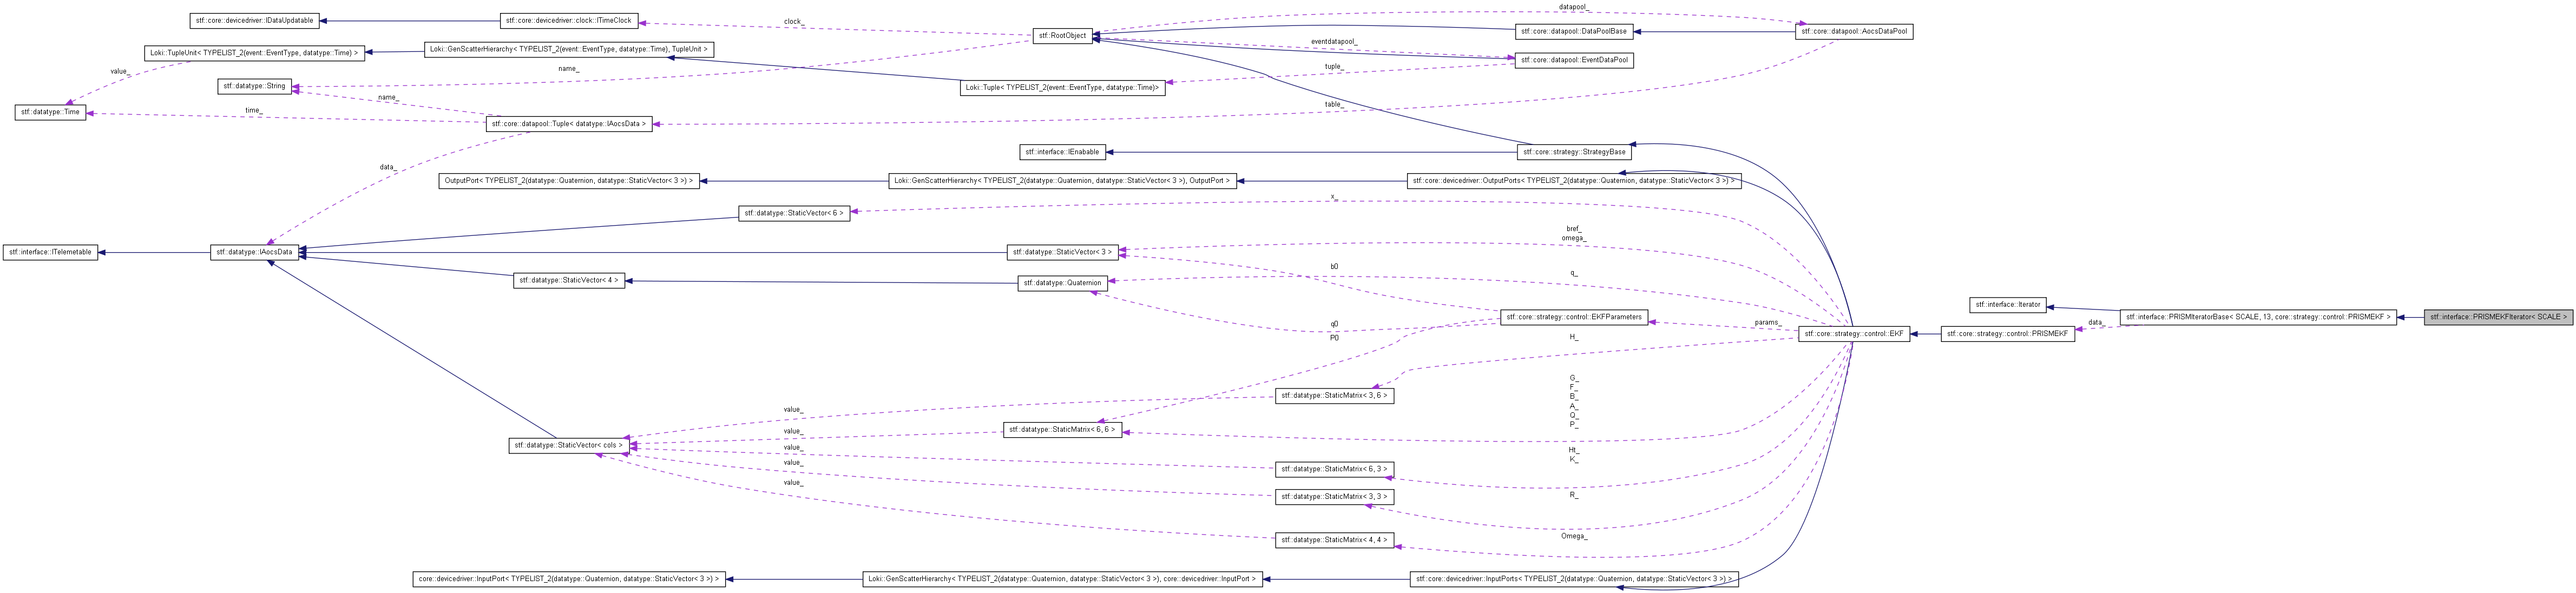 stf::core::devicedriver::IDataUpdatable
stf::core::devicedriver::clock::ITimeClock
clock_
datapool_
stf::RootObject
stf::core::datapool::DataPoolBase
stf::core::datapool::AocsDataPool
Loki::TupleUnit< TYPELIST_2(event::EventType, datatype::Time) >
Loki::GenScatterHierarchy< TYPELIST_2(event::EventType, datatype::Time), TupleUnit >
eventdatapool_
stf::core::datapool::EventDataPool
value_
name_
tuple_
stf::datatype::String
Loki::Tuple< TYPELIST_2(event::EventType, datatype::Time)>
name_
table_
stf::datatype::Time
time_
stf::core::datapool::Tuple< datatype::IAocsData >
stf::interface::IEnabable
stf::core::strategy::StrategyBase
data_
OutputPort< TYPELIST_2(datatype::Quaternion, datatype::StaticVector< 3 >) >
Loki::GenScatterHierarchy< TYPELIST_2(datatype::Quaternion, datatype::StaticVector< 3 >), OutputPort >
stf::core::devicedriver::OutputPorts< TYPELIST_2(datatype::Quaternion, datatype::StaticVector< 3 >) >
x_
stf::datatype::StaticVector< 6 >
bref_
omega_
stf::interface::ITelemetable
stf::datatype::IAocsData
stf::datatype::StaticVector< 3 >
b0
q_
stf::datatype::StaticVector< 4 >
stf::datatype::Quaternion
stf::interface::Iterator
stf::core::strategy::control::EKFParameters
params_
stf::interface::PRISMIteratorBase< SCALE, 13, core::strategy::control::PRISMEKF >
stf::interface::PRISMEKFIterator< SCALE >
q0
P0
data_
stf::core::strategy::control::EKF
stf::core::strategy::control::PRISMEKF
H_
G_
F_
B_
A_
Q_
P_
stf::datatype::StaticMatrix< 3, 6 >
value_
stf::datatype::StaticMatrix< 6, 6 >
value_
stf::datatype::StaticVector< cols >
value_
Ht_
K_
stf::datatype::StaticMatrix< 6, 3 >
value_
R_
stf::datatype::StaticMatrix< 3, 3 >
value_
Omega_
stf::datatype::StaticMatrix< 4, 4 >
core::devicedriver::InputPort< TYPELIST_2(datatype::Quaternion, datatype::StaticVector< 3 >) >
Loki::GenScatterHierarchy< TYPELIST_2(datatype::Quaternion, datatype::StaticVector< 3 >), core::devicedriver::InputPort >
stf::core::devicedriver::InputPorts< TYPELIST_2(datatype::Quaternion, datatype::StaticVector< 3 >) >